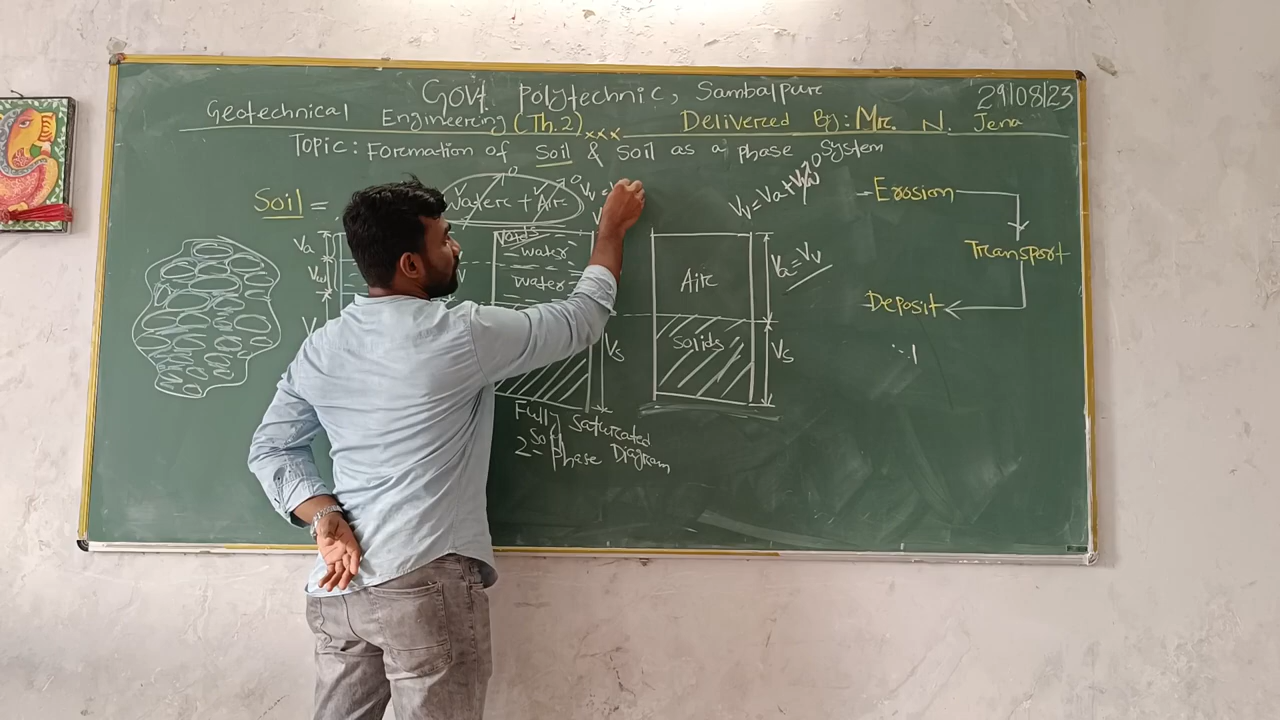 Govt. Polytechnic, Sambalpur
29/08/23
Geotechnical Engineering (Th.2) xxx Delivered By: Mr. N. Jena
Topic: Formation of Soil & Soil as a phase System
Soil = Water + Air
Vv = Va + Vw 0
Erosion
Transport
Deposit
Va
Vw
Voids
water
water
Vs
Air
Solids
Va = Vv
Vs
Fully Saturated
2- phase Diagram